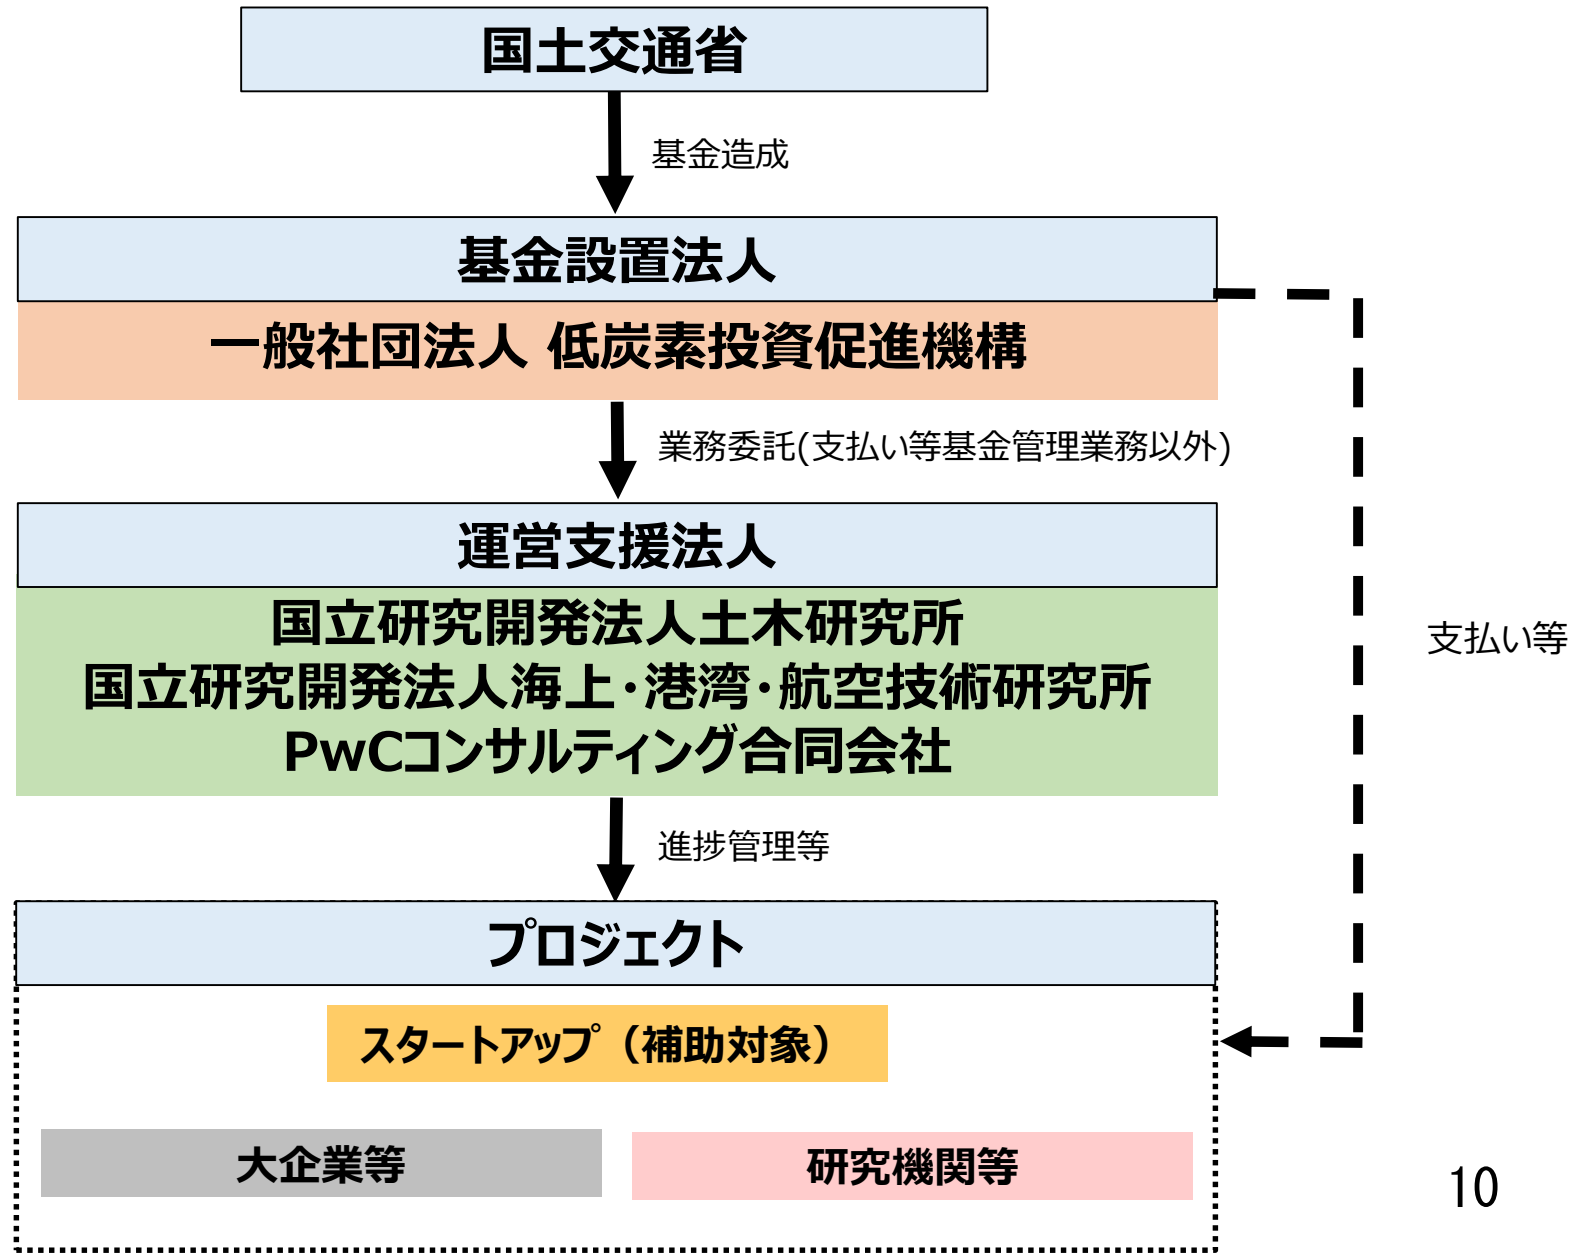 国土交通省
基金造成
基金設置法人
一般社団法人 低炭素投資促進機構
業務委託(支払い等基金管理業務以外)
運営支援法人
国立研究開発法人土木研究所
国立研究開発法人海上・港湾・航空技術研究所
PwCコンサルティング合同会社
支払い等
進捗管理等
プロジェクト
スタートアップ（補助対象）
大企業等
研究機関等
10